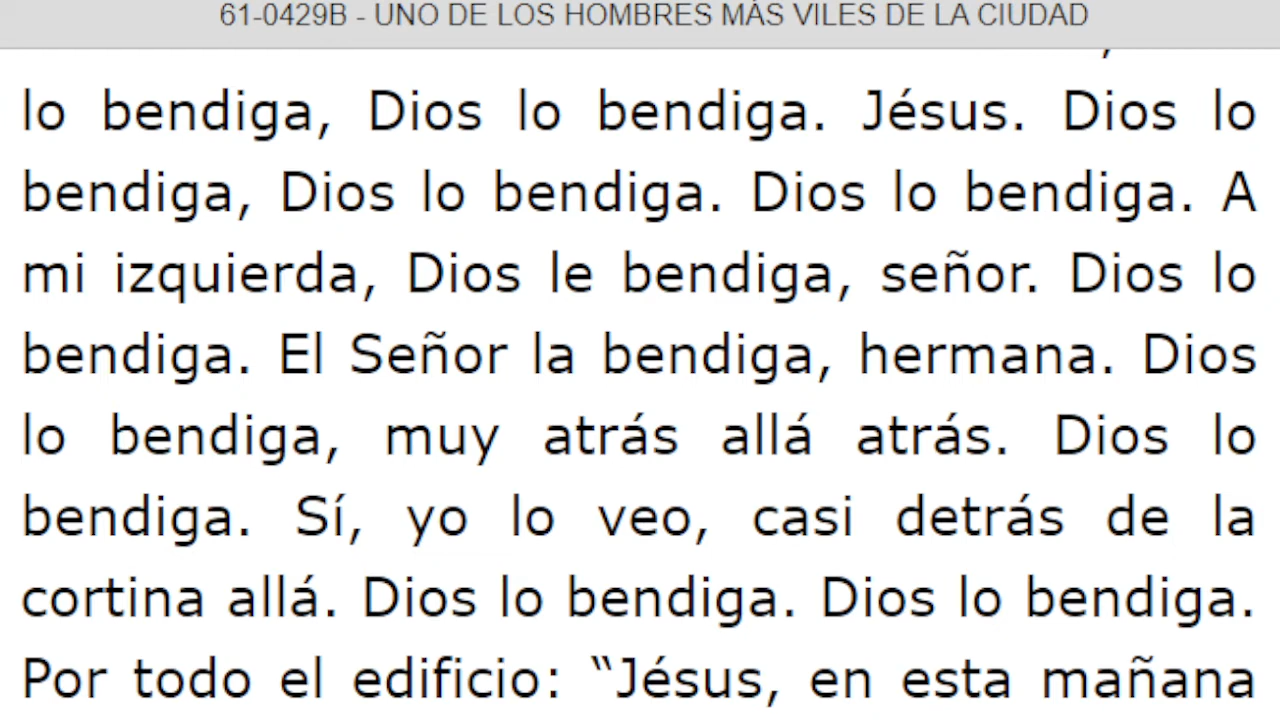 61-0429B - UNO DE LOS HOMBRES MÁS VILES DE LA CIUDAD
lo bendiga, Dios lo bendiga. Jésus. Dios lo
bendiga, Dios lo bendiga. Dios lo bendiga. A
mi izquierda, Dios le bendiga, señor. Dios lo
bendiga. El Señor la bendiga, hermana. Dios
lo bendiga, muy atrás allá atrás. Dios lo
bendiga. Sí, yo lo veo, casi detrás de la
cortina allá. Dios lo bendiga. Dios lo bendiga.
Por todo el edificio: “Jésus, en esta mañana